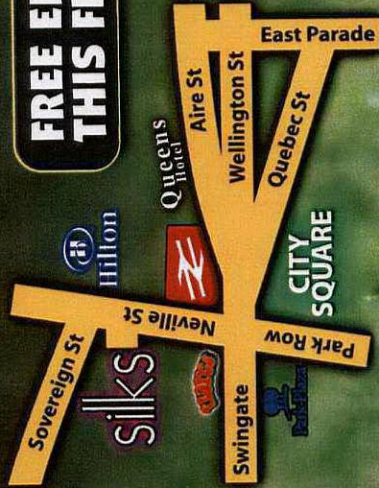 FREE E
THIS F
East Parade
Aire St
Wellington St
Quebec St
Queens
Hotel
Hilton
CITY
SQUARE
Neville St
Park Row
Sovereign St
silks
Swingate
Park Plaza